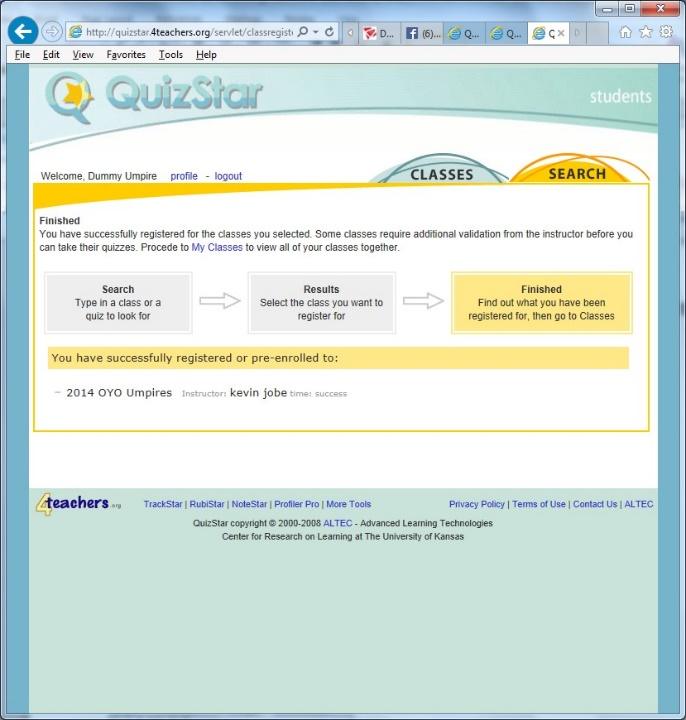 http://quizstar.4teachers.org/servlet/classregist
D...
(6)...
Q...
Q...
Q
File Edit View Favorites Tools Help
QuizStar
students
Welcome, Dummy Umpire profile - logout
CLASSES
SEARCH
Finished
You have successfully registered for the classes you selected. Some classes require additional validation from the instructor before you
can take their quizzes. Procede to My Classes to view all of your classes together.
Search
Type in a class or a
quiz to look for
Results
Select the class you want to
register for
Finished
Find out what you have been
registered for, then go to Classes
You have successfully registered or pre-enrolled to:
– 2014 OYO Umpires Instructor: kevin jobe time: success
4teachers.org
TrackStar | RubiStar | NoteStar | Profiler Pro | More Tools
Privacy Policy | Terms of Use | Contact Us | ALTEC
QuizStar copyright © 2000-2008 ALTEC - Advanced Learning Technologies
Center for Research on Learning at The University of Kansas